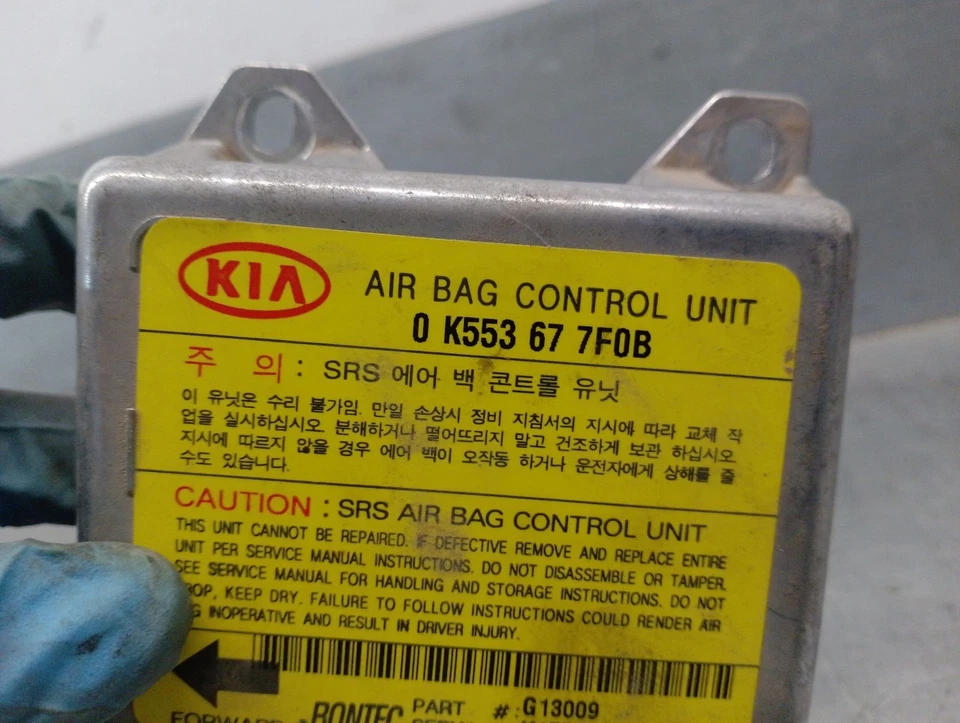 KIA
AIR BAG CONTROL UNIT
0 K553 67 7F0B
주 의 : SRS 에어 백 콘트롤 유닛
이 유닛은 수리 불가임. 만일 손상시 정비 지침서의 지시에 따라 교체 작
업을 실시하십시오. 분해하거나 떨어뜨리지 말고 건조하게 보관 하십시오.
지시에 따르지 않을 경우 에어 백이 오작동 하거나 운전자에게 상해를 줄
수도 있습니다.
CAUTION : SRS AIR BAG CONTROL UNIT
THIS UNIT CANNOT BE REPAIRED. IF DEFECTIVE REMOVE AND REPLACE ENTIRE
UNIT PER SERVICE MANUAL INSTRUCTIONS. DO NOT DISASSEMBLE OR TAMPER.
SEE SERVICE MANUAL FOR HANDLING AND STORAGE INSTRUCTIONS. DO NOT
, KEEP DRY. FAILURE TO FOLLOW INSTRUCTIONS COULD RENDER AIR
INOPERATIVE AND RESULT IN DRIVER INJURY.
FORWARD
BONTEC
PART # : G13009